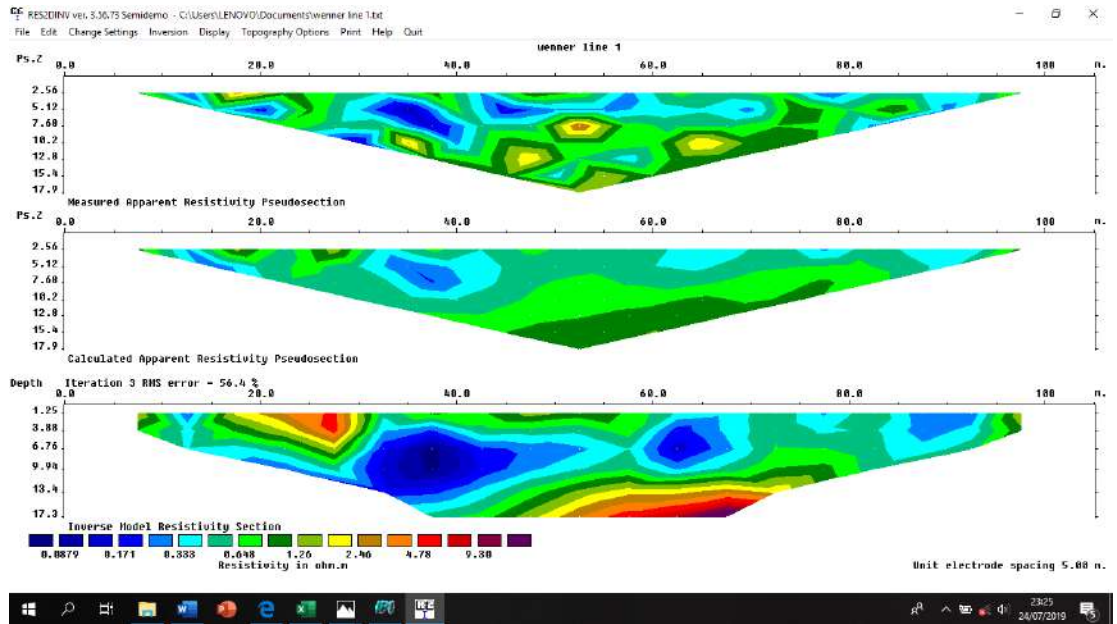 RES2DINV ver. 3.56.73 Semidemo - C:\Users\LENOVO\Documents\wenner line 1.txt
File Edit Change Settings Inversion Display Topography Options Print Help Quit
wenner line 1
Ps.Z 0.0 20.0 40.0 60.0 80.0 100 m.
2.56
5.12
7.68
10.2
12.8
15.4
17.9
Measured Apparent Resistivity Pseudosection
Ps.Z 0.0 20.0 40.0 60.0 80.0 100 m.
2.56
5.12
7.68
10.2
12.8
15.4
17.9
Calculated Apparent Resistivity Pseudosection
Depth Iteration 3 RMS error = 56.4 %
0.0 20.0 40.0 60.0 80.0 100 m.
1.25
3.88
6.76
9.94
13.4
17.3
Inverse Model Resistivity Section
0.0879 0.171 0.333 0.648 1.26 2.46 4.78 9.30
Resistivity in ohm.m
Unit electrode spacing 5.00 m.
23:25
24/07/2019